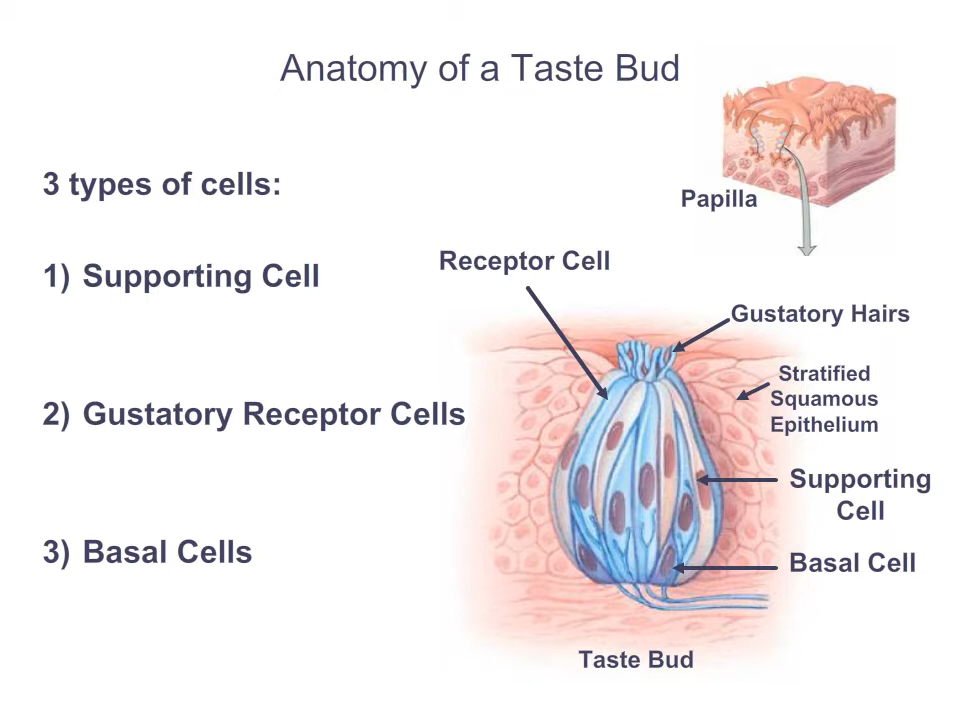 Anatomy of a Taste Bud
3 types of cells:
1) Supporting Cell
2) Gustatory Receptor Cells
3) Basal Cells
Papilla
Receptor Cell
Gustatory Hairs
Stratified
Squamous
Epithelium
Supporting
Cell
Basal Cell
Taste Bud